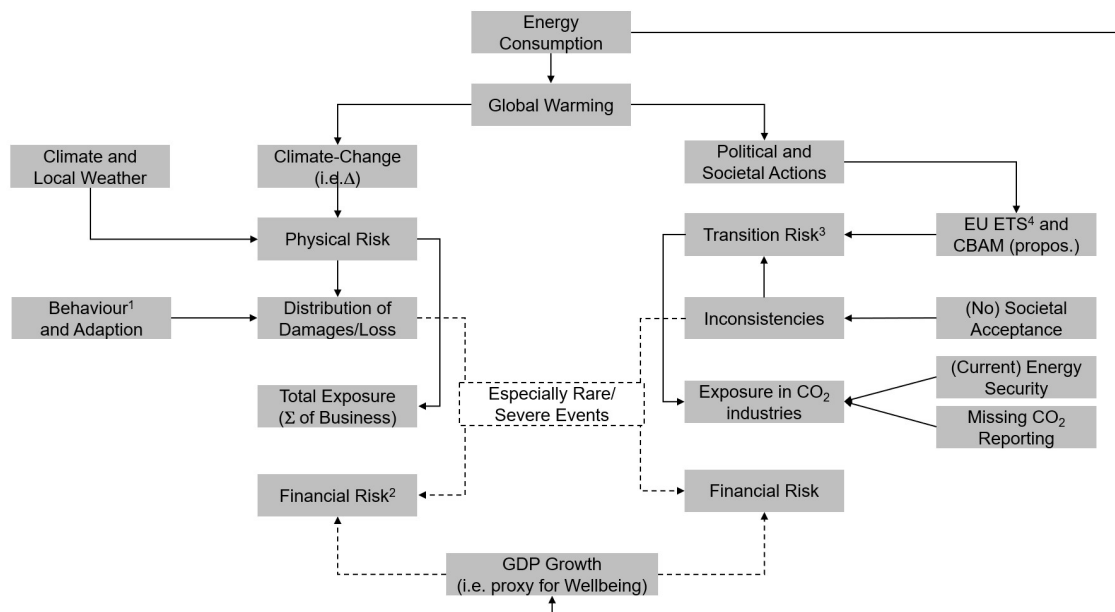 Energy
Consumption
Global Warming
Climate and
Local Weather
Climate-Change
(i.e.Δ)
Political and
Societal Actions
Physical Risk
Transition Risk³
EU ETS⁴ and
CBAM (propos.)
Behaviour¹
and Adaption
Distribution of
Damages/Loss
Inconsistencies
(No) Societal
Acceptance
Total Exposure
(Σ of Business)
Especially Rare/
Severe Events
Exposure in CO₂
industries
(Current) Energy
Security
Missing CO₂
Reporting
Financial Risk²
Financial Risk
GDP Growth
(i.e. proxy for Wellbeing)